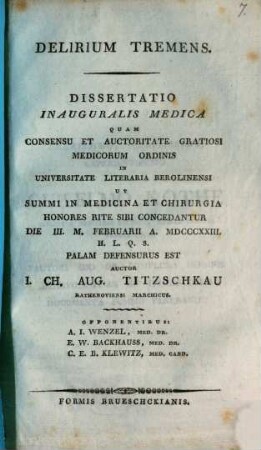 7.
DELIRIUM TREMENS.
DISSERTATIO
INAUGURALIS MEDICA
QUAM
CONSENSU ET AUCTORITATE GRATIOSI
MEDICORUM ORDINIS
IN
UNIVERSITATE LITERARIA BEROLINENSI
UT
SUMMI IN MEDICINA ET CHIRURGIA
HONORES RITE SIBI CONCEDANTUR
DIE III. M. FEBRUARII A. MDCCCXXIII.
H. L. Q. S.
PALAM DEFENSURUS EST
AUCTOR
I. CH. AUG. TITZSCHKAU
RATHENOVIENSI MARCHICUS.
OPPONENTIBUS:
A. I. WENZEL, MED. DR.
E. W. BACKHAUSS, MED. DR.
C. E. B. KLEWITZ, MED. CAND.
FORMIS BRUESCHCKIANIS.